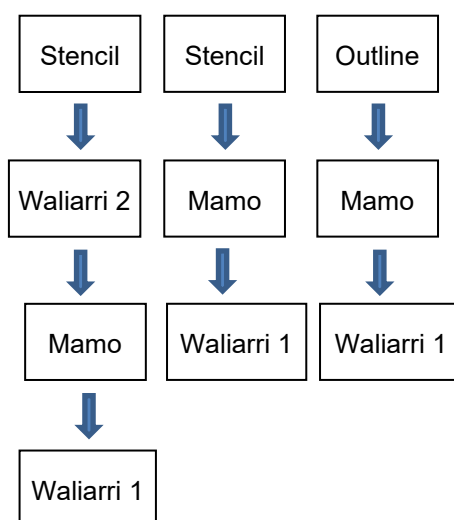 Stencil
Stencil
Outline
Waliarri 2
Mamo
Mamo
Mamo
Waliarri 1
Waliarri 1
Waliarri 1